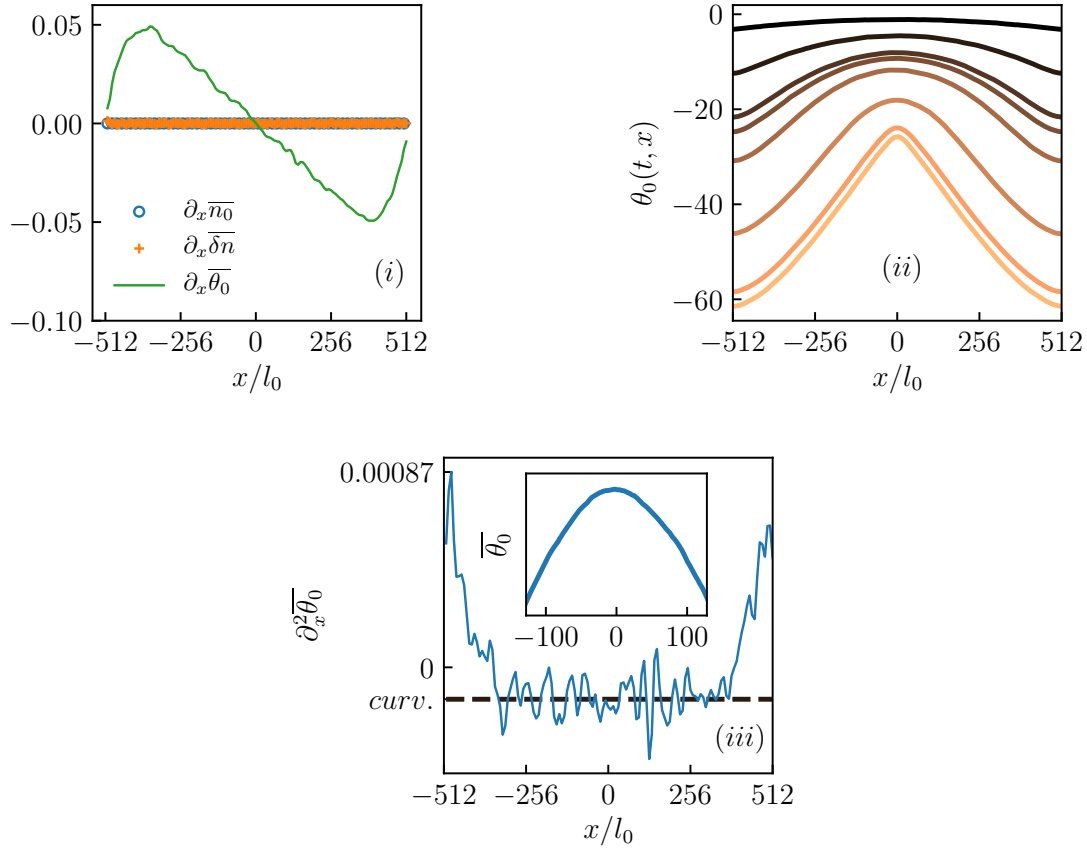 0.05
0.00
−0.05
−0.10
∂ₓn̅₀
∂ₓδ̅n̅
∂ₓθ̅₀
(i)
−512 −256 0 256 512
x/l₀
0
−20
−40
−60
θ₀(t, x)
(ii)
−512 −256 0 256 512
x/l₀
0.00087
0
curv.
∂²ₓθ̅₀
θ̅₀
−100 0 100
(iii)
−512 −256 0 256 512
x/l₀